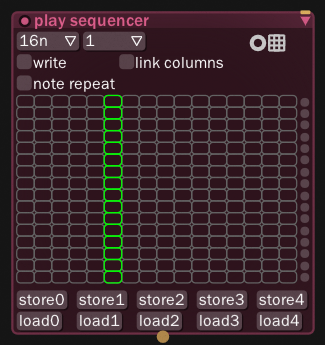 play sequencer
16n 1
write link columns
note repeat
store0 store1 store2 store3 store4
load0 load1 load2 load3 load4